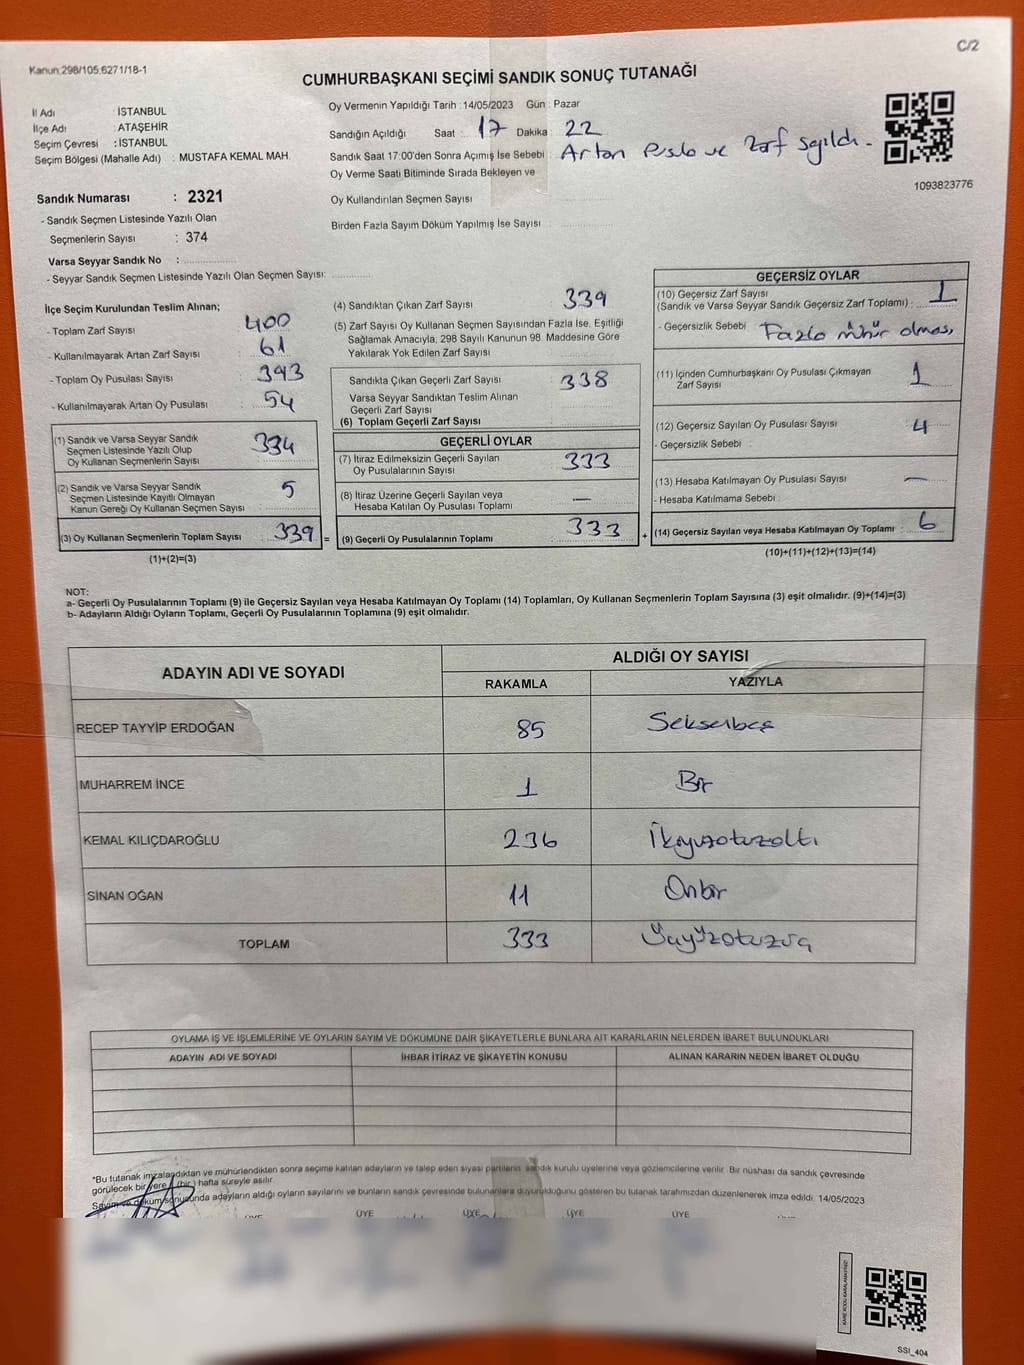 C/2
Kanun:298/105,6271/18-1
CUMHURBAŞKANI SEÇİMİ SANDIK SONUÇ TUTANAĞI
İl Adı : İSTANBUL
İlçe Adı : ATAŞEHİR
Seçim Çevresi : İSTANBUL
Seçim Bölgesi (Mahalle Adı) : MUSTAFA KEMAL MAH.
Oy Vermenin Yapıldığı Tarih :14/05/2023 Gün : Pazar
Sandığın Açıldığı Saat : 17 Dakika : 22
Sandık Saat 17:00'den Sonra Açımış İse Sebebi : Artan Pusla ve Zarf sayıldı.
Oy Verme Saati Bitiminde Sırada Bekleyen ve
Oy Kullandırılan Seçmen Sayısı
Birden Fazla Sayım Döküm Yapılmış İse Sayısı
1093823776
Sandık Numarası : 2321
- Sandık Seçmen Listesinde Yazılı Olan
Seçmenlerin Sayısı : 374
Varsa Seyyar Sandık No :
- Seyyar Sandık Seçmen Listesinde Yazılı Olan Seçmen Sayısı:
İlçe Seçim Kurulundan Teslim Alınan;
- Toplam Zarf Sayısı : 400
- Kullanılmayarak Artan Zarf Sayısı : 61
- Toplam Oy Pusulası Sayısı : 393
- Kullanılmayarak Artan Oy Pusulası : 54
(1) Sandık ve Varsa Seyyar Sandık
Seçmen Listesinde Yazılı Olup
Oy Kullanan Seçmenlerin Sayısı 334
(2) Sandık ve Varsa Seyyar Sandık
Seçmen Listesinde Kayıtlı Olmayan
Kanun Gereği Oy Kullanan Seçmen Sayısı : 5
(3) Oy Kullanan Seçmenlerin Toplam Sayısı : 339 =
(1)+(2)=(3)
(4) Sandıktan Çıkan Zarf Sayısı : 339
(5) Zarf Sayısı Oy Kullanan Seçmen Sayısından Fazla İse, Eşitliği
Sağlamak Amacıyla, 298 Sayılı Kanunun 98. Maddesine Göre
Yakılarak Yok Edilen Zarf Sayısı
Sandıkta Çıkan Geçerli Zarf Sayısı : 338
Varsa Seyyar Sandıktan Teslim Alınan
Geçerli Zarf Sayısı
(6) Toplam Geçerli Zarf Sayısı
GEÇERLİ OYLAR
(7) İtiraz Edilmeksizin Geçerli Sayılan
Oy Pusulalarının Sayısı : 333
(8) İtiraz Üzerine Geçerli Sayılan veya
Hesaba Katılan Oy Pusulası Toplamı : —
(9) Geçerli Oy Pusulalarının Toplamı : 333 +
GEÇERSİZ OYLAR
(10) Geçersiz Zarf Sayısı
(Sandık ve Varsa Seyyar Sandık Geçersiz Zarf Toplamı) : 1
- Geçersizlik Sebebi : Fazla mühür olması
(11) İçinden Cumhurbaşkanı Oy Pusulası Çıkmayan
Zarf Sayısı : 1
(12) Geçersiz Sayılan Oy Pusulası Sayısı : 4
- Geçersizlik Sebebi :
(13) Hesaba Katılmayan Oy Pusulası Sayısı : —
- Hesaba Katılmama Sebebi :
(14) Geçersiz Sayılan veya Hesaba Katılmayan Oy Toplamı : 6
(10)+(11)+(12)+(13)=(14)
NOT:
a- Geçerli Oy Pusulalarının Toplamı (9) ile Geçersiz Sayılan veya Hesaba Katılmayan Oy Toplamı (14) Toplamları, Oy Kullanan Seçmenlerin Toplam Sayısına (3) eşit olmalıdır. (9)+(14)=(3)
b- Adayların Aldığı Oyların Toplamı, Geçerli Oy Pusulalarının Toplamına (9) eşit olmalıdır.
ADAYIN ADI VE SOYADI ALDIĞI OY SAYISI
RAKAMLA YAZIYLA
RECEP TAYYİP ERDOĞAN 85 Seksenbeş
MUHARREM İNCE 1 Bir
KEMAL KILIÇDAROĞLU 236 İkiyüzotuzaltı
SİNAN OĞAN 11 Onbir
TOPLAM 333 Üçyüzotuzüç
OYLAMA İŞ VE İŞLEMLERİNE VE OYLARIN SAYIM VE DÖKÜMÜNE DAİR ŞİKAYETLERLE BUNLARA AİT KARARLARIN NELERDEN İBARET BULUNDUKLARI
ADAYIN ADI VE SOYADI İHBAR İTİRAZ VE ŞİKAYETİN KONUSU ALINAN KARARIN NEDEN İBARET OLDUĞU
"Bu tutanak imzalandıktan ve mühürlendikten sonra seçime katılan adayların ve talep eden siyasi partilerin sandık kurulu üyelerine veya gözlemcilerine verilir. Bir nüshası da sandık çevresinde
görülecek bir yere 1 (bir) hafta süreyle asılır.
Sayım ve döküm sonusunda adayların aldığı oyların sayılarını ve bunların sandık çevresinde bulunanlara duyurulduğunu gösteren bu tutanak tarafımızdan düzenlenerek imza edildi. 14/05/2023
ÜYE ÜYE ÜYE ÜYE ÜYE
SSI_404